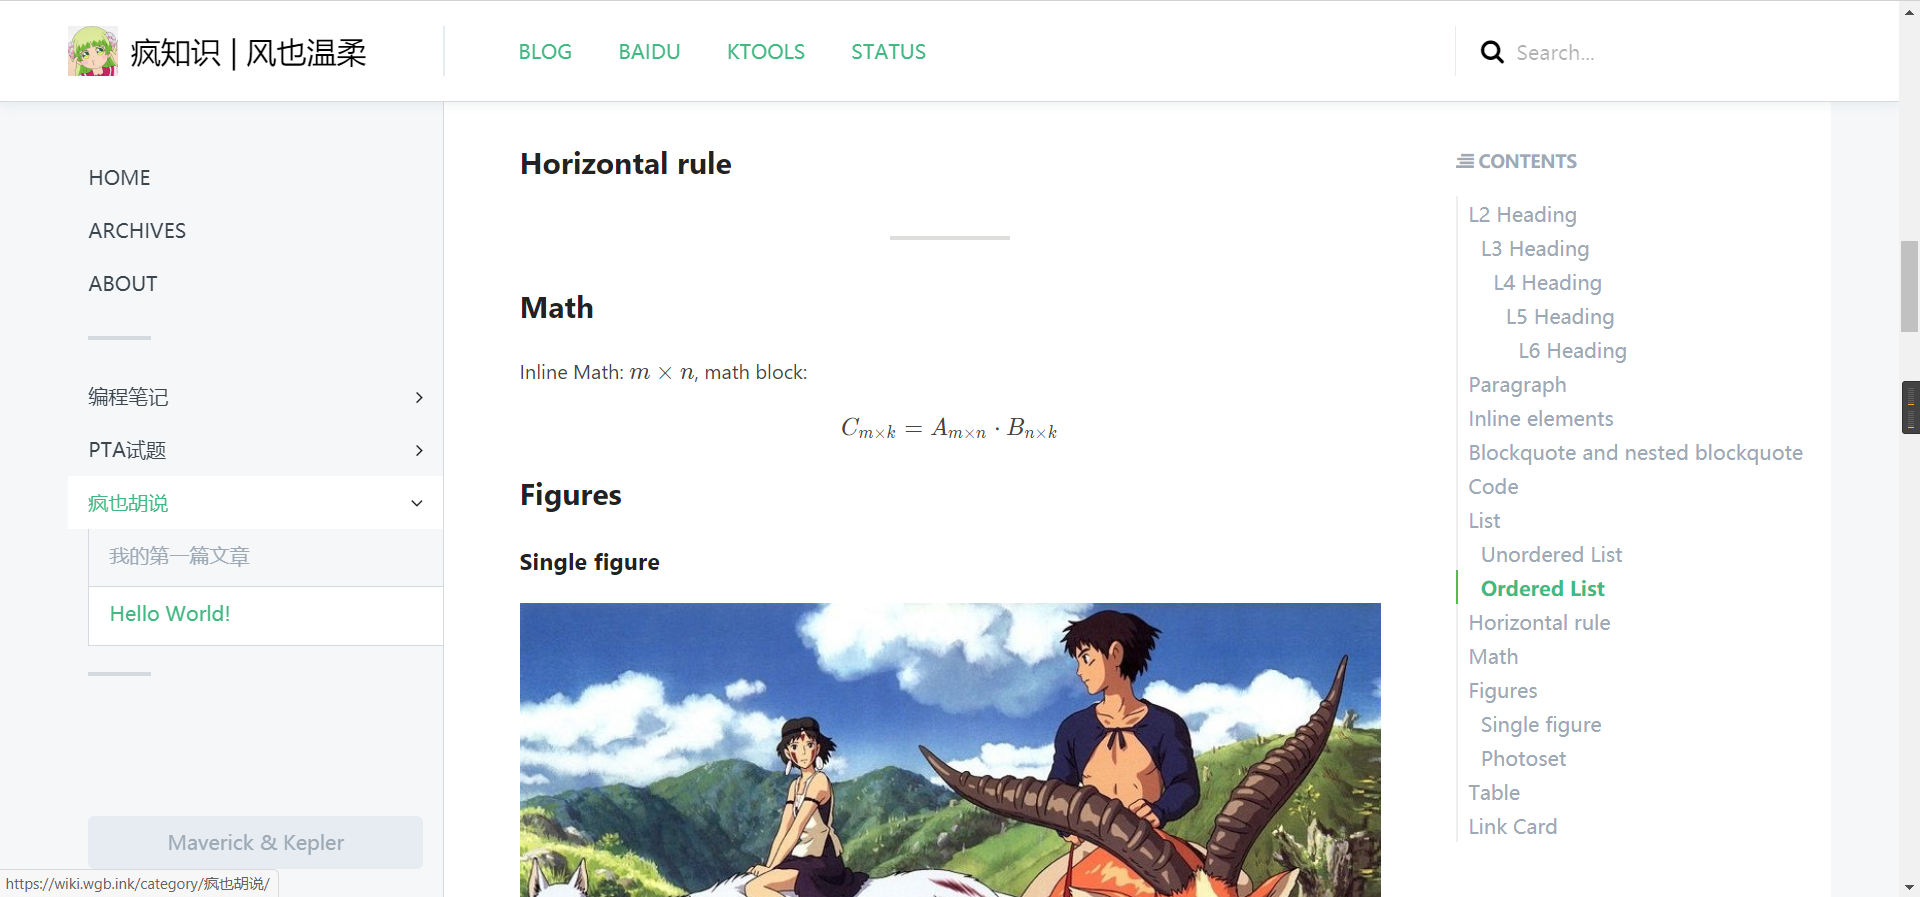 疯知识 | 风也温柔
BLOG
BAIDU
KTOOLS
STATUS
Search...
HOME
ARCHIVES
ABOUT
编程笔记
PTA试题
疯也胡说
我的第一篇文章
Hello World!
Maverick & Kepler
https://wiki.wgb.ink/category/疯也胡说/
Horizontal rule
Math
Inline Math: m × n, math block:
C_{m×k} = A_{m×n} · B_{n×k}
Figures
Single figure
CONTENTS
L2 Heading
L3 Heading
L4 Heading
L5 Heading
L6 Heading
Paragraph
Inline elements
Blockquote and nested blockquote
Code
List
Unordered List
Ordered List
Horizontal rule
Math
Figures
Single figure
Photoset
Table
Link Card